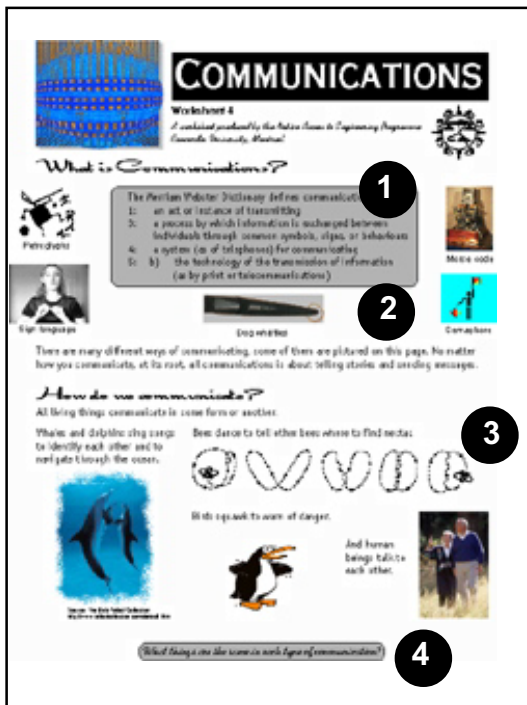 COMMUNICATIONS
Worksheet 4
A worksheet produced by the Native Access to Engineering Programme
Concordia University, Montreal
What is Communications?
1
The Merriam Webster Dictionary defines
1: an act or instance of transmitting
3: a process by which information is exchanged between
individuals through common symbols, signs, or behaviours
4: a system (as of telephones) for communicating
5: b) the technology of the transmission of information
(as by print or telecommunications)
Petroglyphs
Morse code
2
Sign language
Dog whistles
Semaphore
There are many different ways of communicating, some of them are pictured on this page. No matter
how you communicate, at its root, all communications is about telling stories and sending messages.
How do we communicate?
All living things communicate in some form or another.
3
Whales and dolphins sing songs
to identify each other and to
navigate through the ocean.
Bees dance to tell other bees where to find nectar.
Birds squawk to warn of danger.
And human
beings talk to
each other.
What things are the same in each type of communication?
4